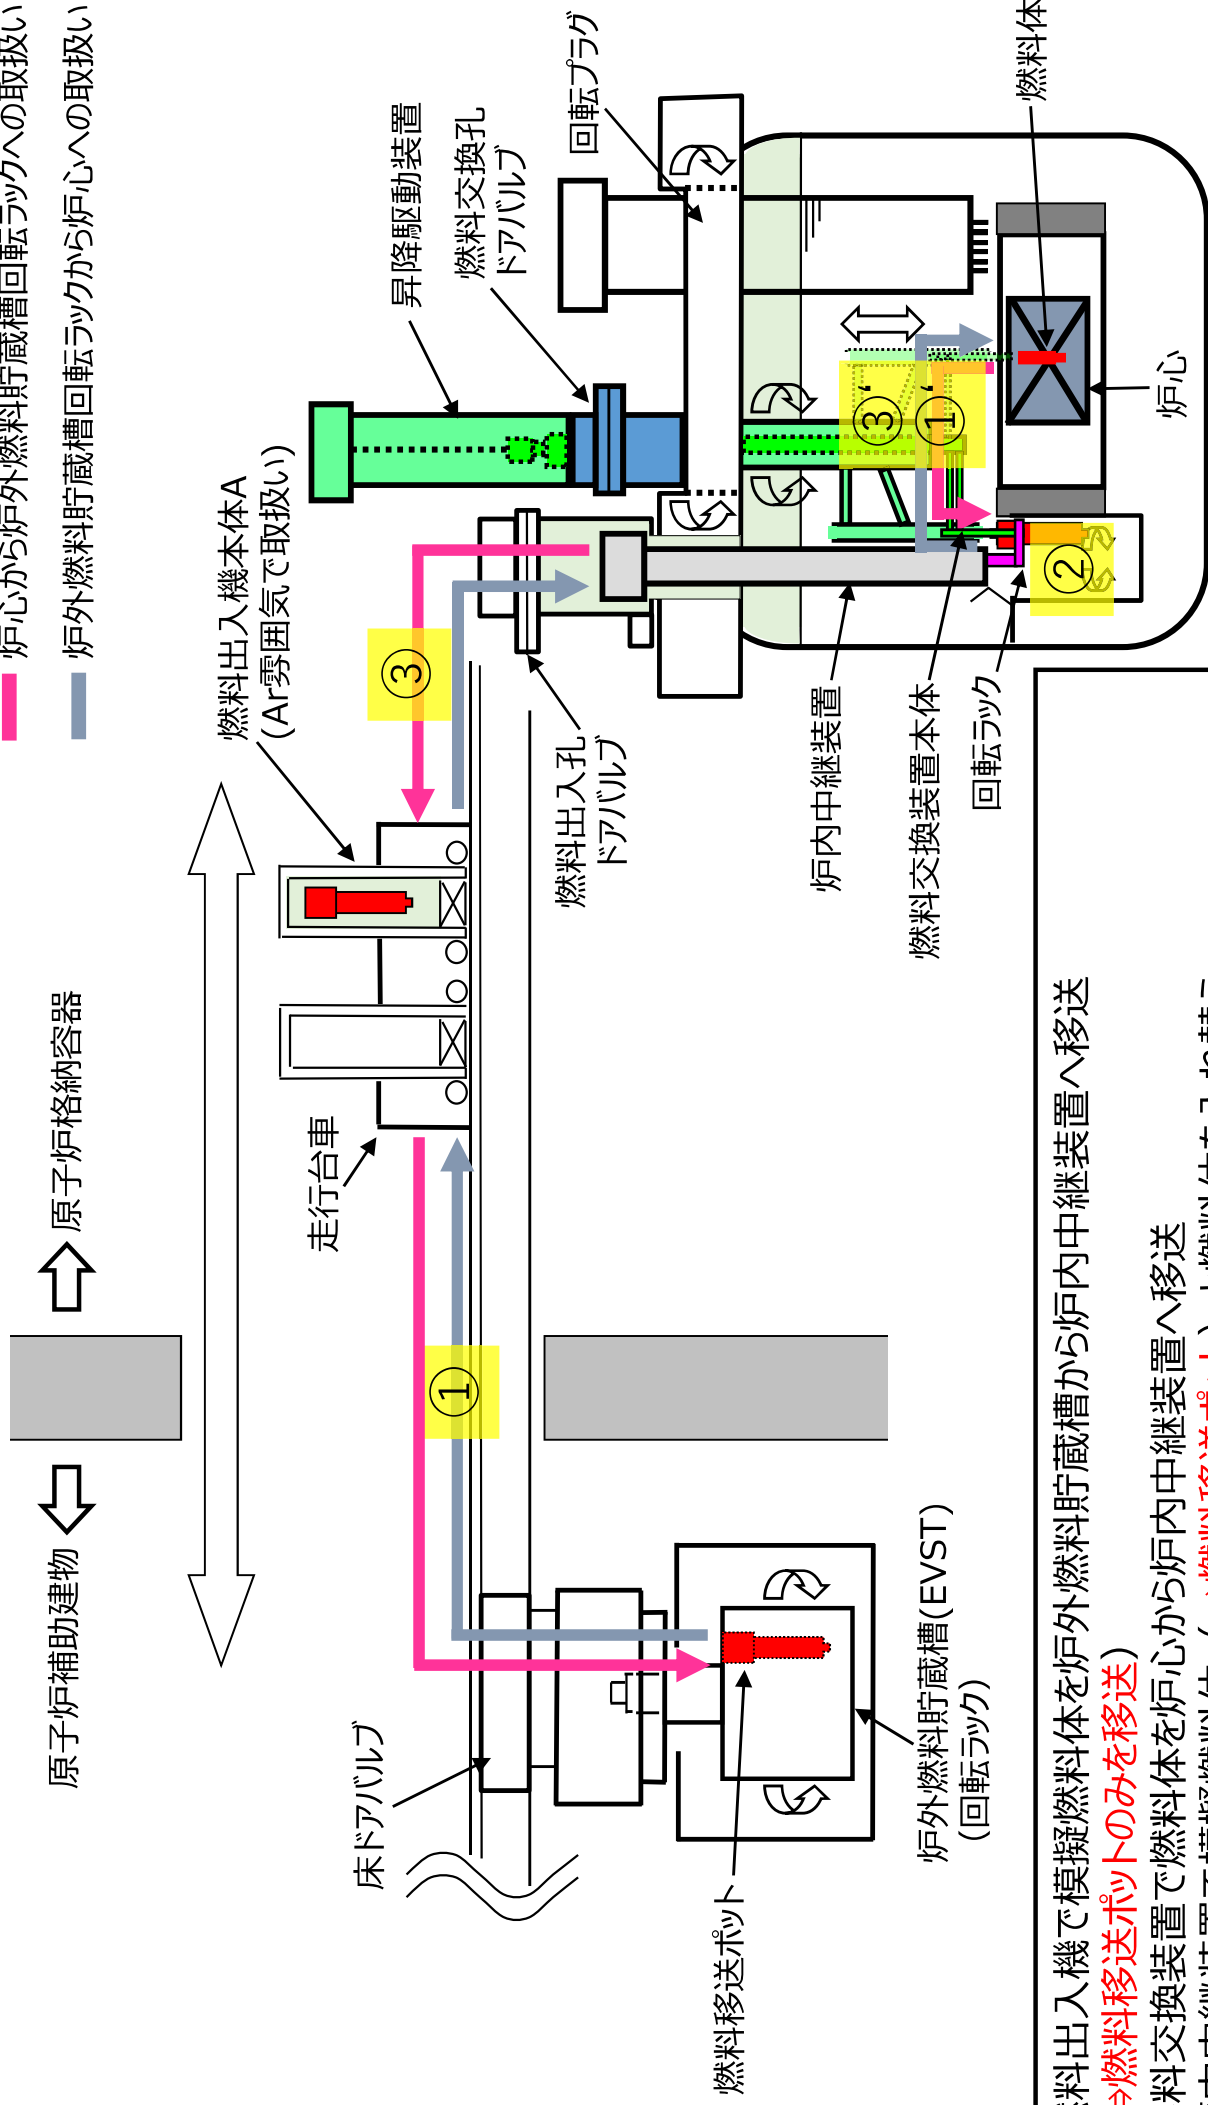 炉心から炉外燃料貯蔵槽回転ラックへの取扱い
炉外燃料貯蔵槽回転ラックから炉心への取扱い
原子炉補助建物
原子炉格納容器
燃料出入機本体A
(Ar雰囲気で取扱い)
走行台車
床ドアバルブ
昇降駆動装置
燃料交換孔
ドアバルブ
回転プラグ
燃料出入孔
ドアバルブ
①
③
③'
①'
②
燃料体
炉心
炉内中継装置
燃料交換装置本体
回転ラック
燃料移送ポット
炉外燃料貯蔵槽(EVST)
(回転ラック)
料出入機で模擬燃料体を炉外燃料貯蔵槽から炉内中継装置へ移送
⇒燃料移送ポットのみを移送)
料交換装置で燃料体を炉心から炉内中継装置へ移送